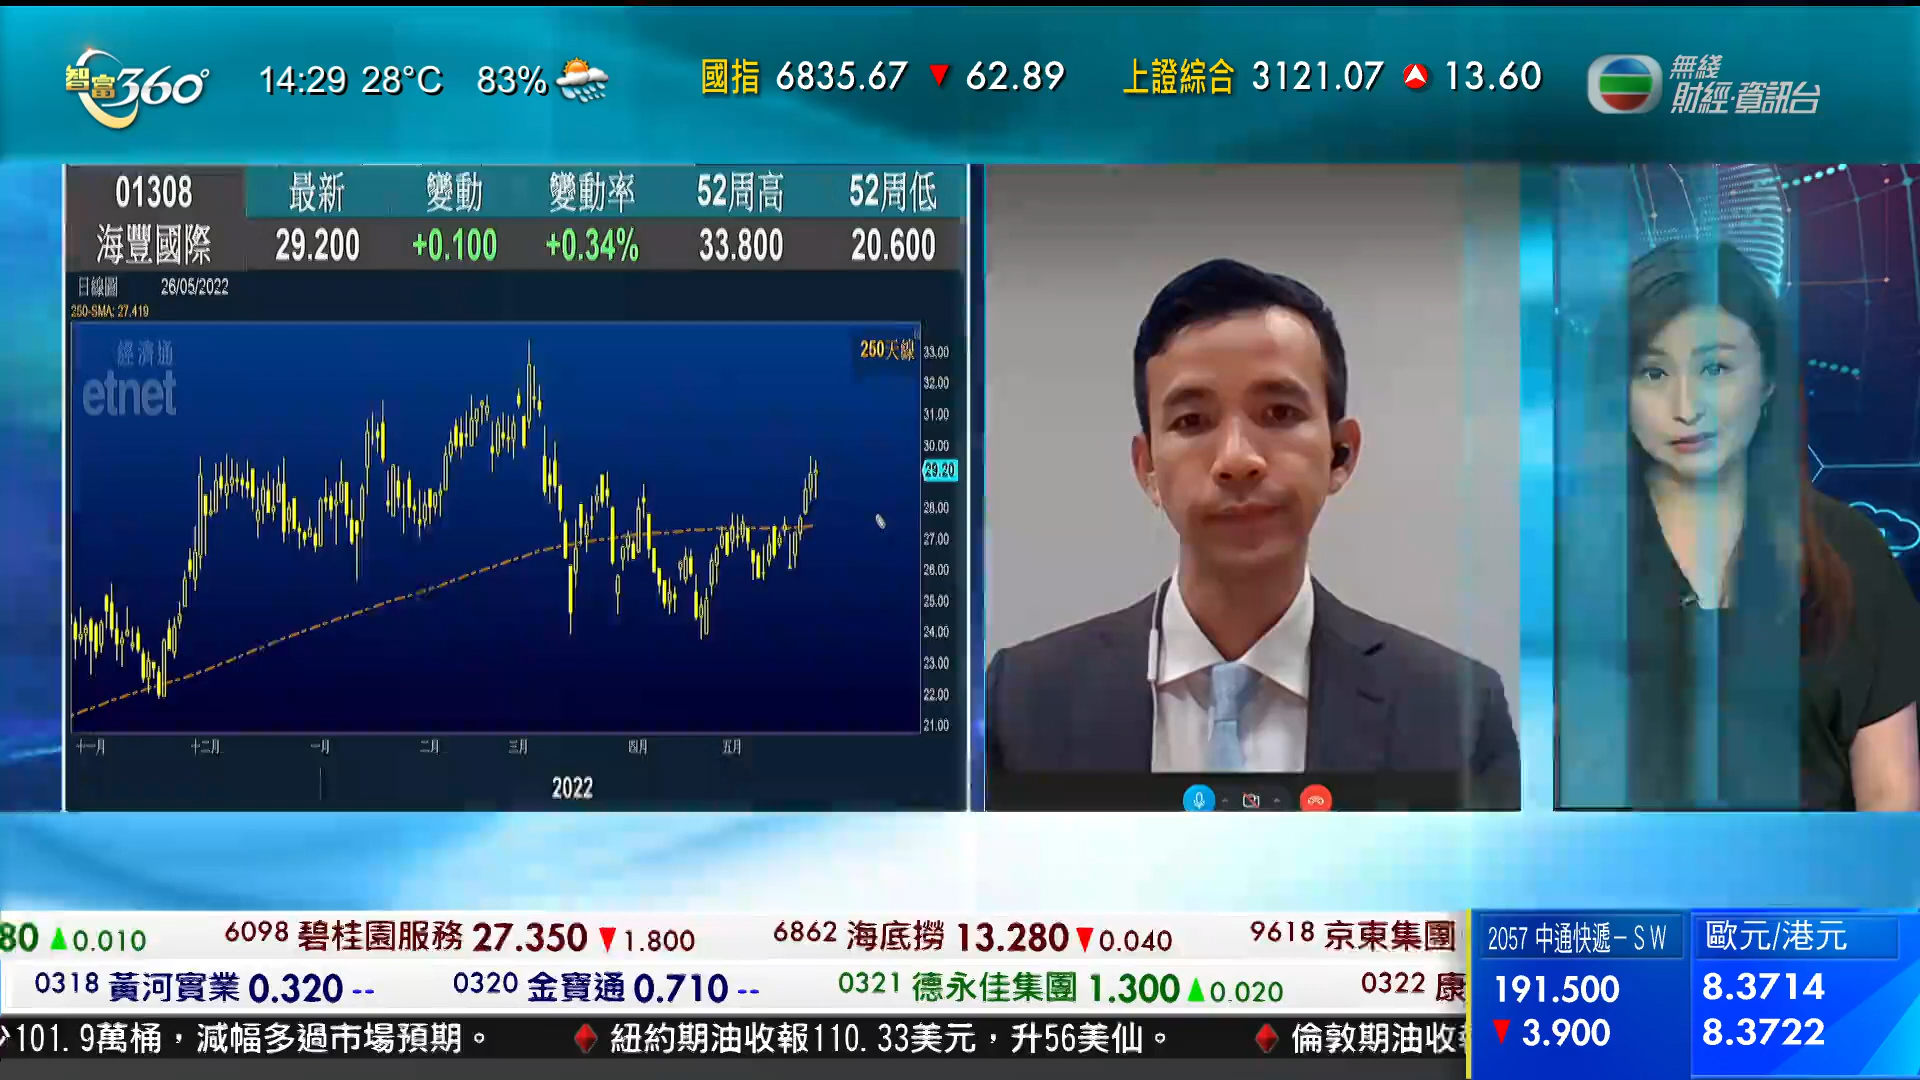 智富360°
14:29 28°C 83%
國指 6835.67 ▼ 62.89
上證綜合 3121.07 ▲ 13.60
無綫
財經·資訊台
01308 最新 變動 變動率 52周高 52周低
海豐國際 29.200 +0.100 +0.34% 33.800 20.600
日線圖 26/05/2022
250-SMA: 27.419
經濟通
etnet
250天線
33.00
32.00
31.00
30.00
29.20
28.00
27.00
26.00
25.00
24.00
23.00
22.00
21.00
十一月 十二月 一月 二月 三月 四月 五月
2022
80 ▲0.010 6098 碧桂園服務 27.350 ▼1.800 6862 海底撈 13.280 ▼0.040 9618 京東集團
0318 黃河實業 0.320 -- 0320 金寶通 0.710 -- 0321 德永佳集團 1.300 ▲0.020 0322 康
101.9萬桶，減幅多過市場預期。 紐約期油收報110.33美元，升56美仙。 倫敦期油收
2057 中通快遞－ＳＷ
191.500
▼ 3.900
歐元/港元
8.3714
8.3722